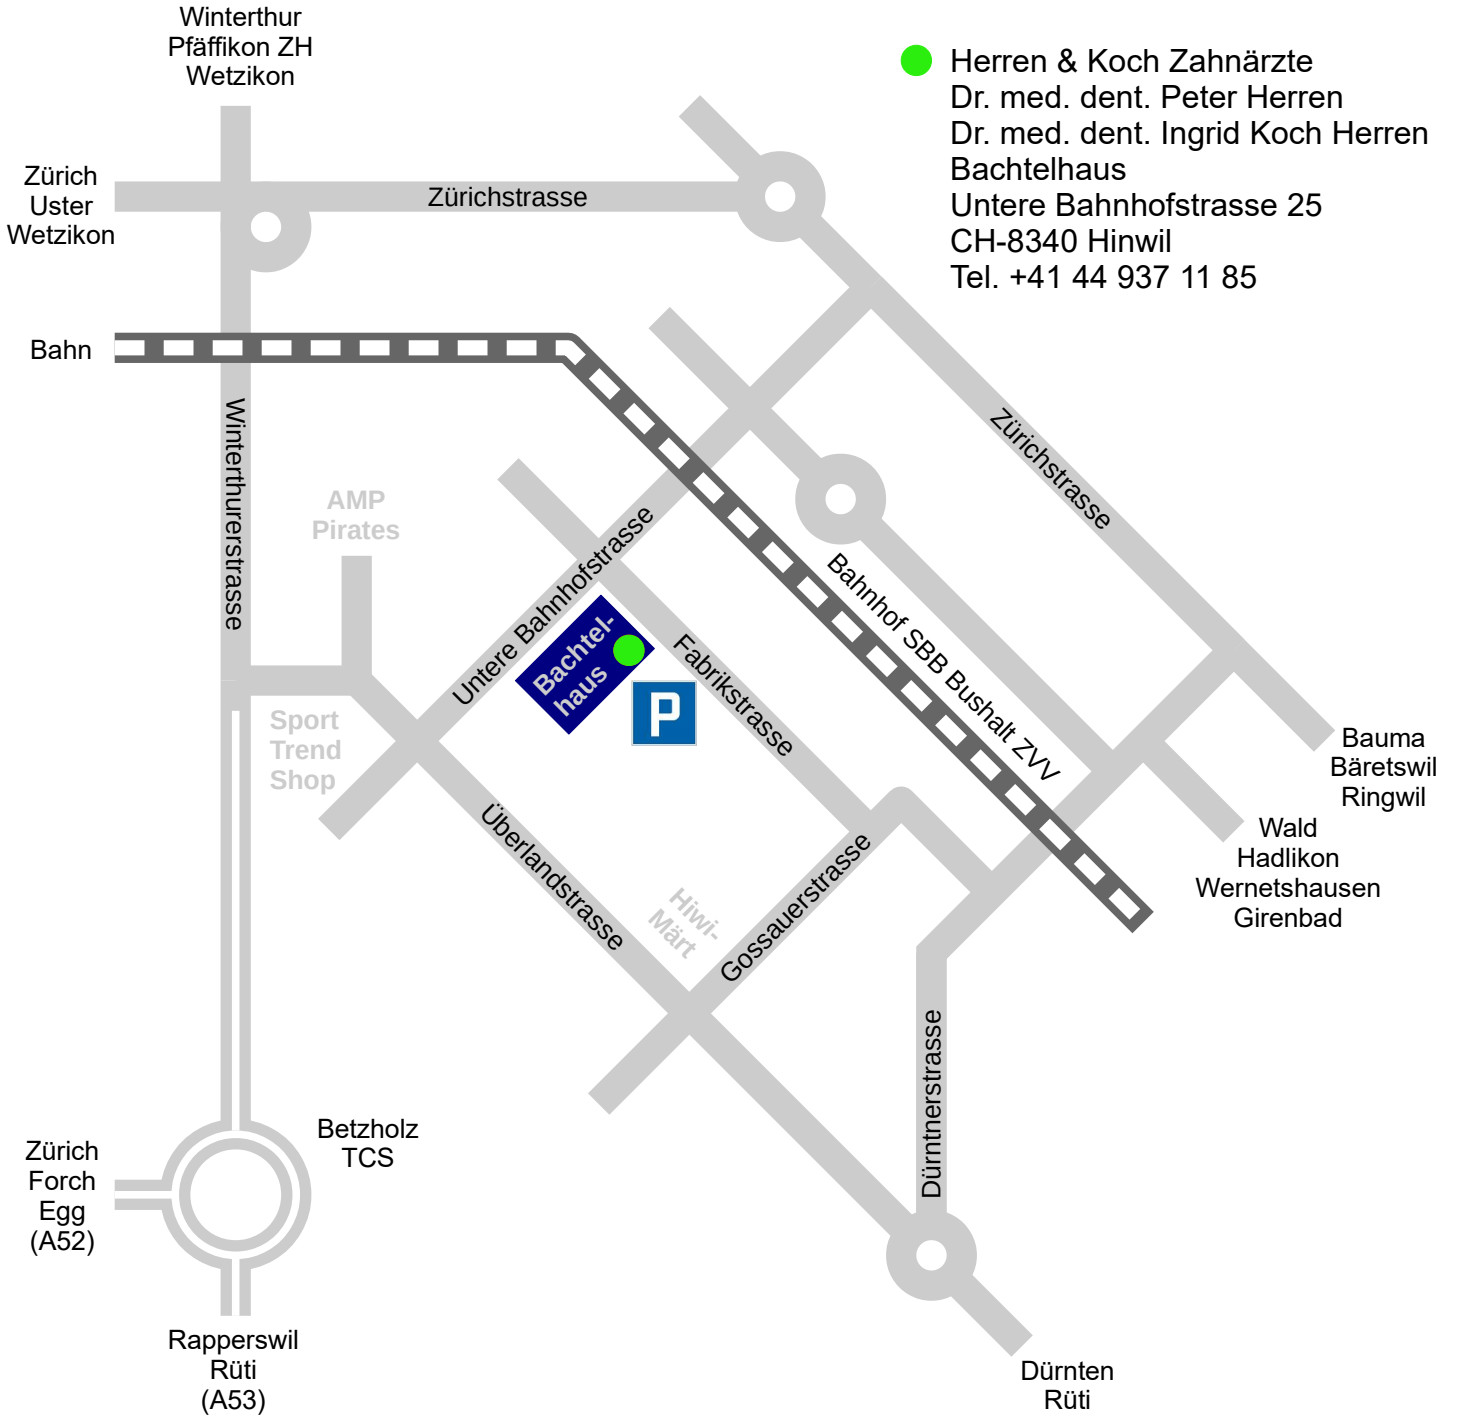 Winterthur
Pfäffikon ZH
Wetzikon
Herren & Koch Zahnärzte
Dr. med. dent. Peter Herren
Dr. med. dent. Ingrid Koch Herren
Bachtelhaus
Untere Bahnhofstrasse 25
CH-8340 Hinwil
Tel. +41 44 937 11 85
Zürich
Uster
Wetzikon
Zürichstrasse
Bahn
Winterthurerstrasse
Zürichstrasse
AMP
Pirates
Untere Bahnhofstrasse
Bachtel-
haus
P
Fabrikstrasse
Bahnhof SBB Bushalt ZVV
Sport
Trend
Shop
Bauma
Bäretswil
Ringwil
Wald
Hadlikon
Wernetshausen
Girenbad
Überlandstrasse
Hiwi-
Märt
Gossauerstrasse
Dürntnerstrasse
Betzholz
TCS
Zürich
Forch
Egg
(A52)
Rapperswil
Rüti
(A53)
Dürnten
Rüti